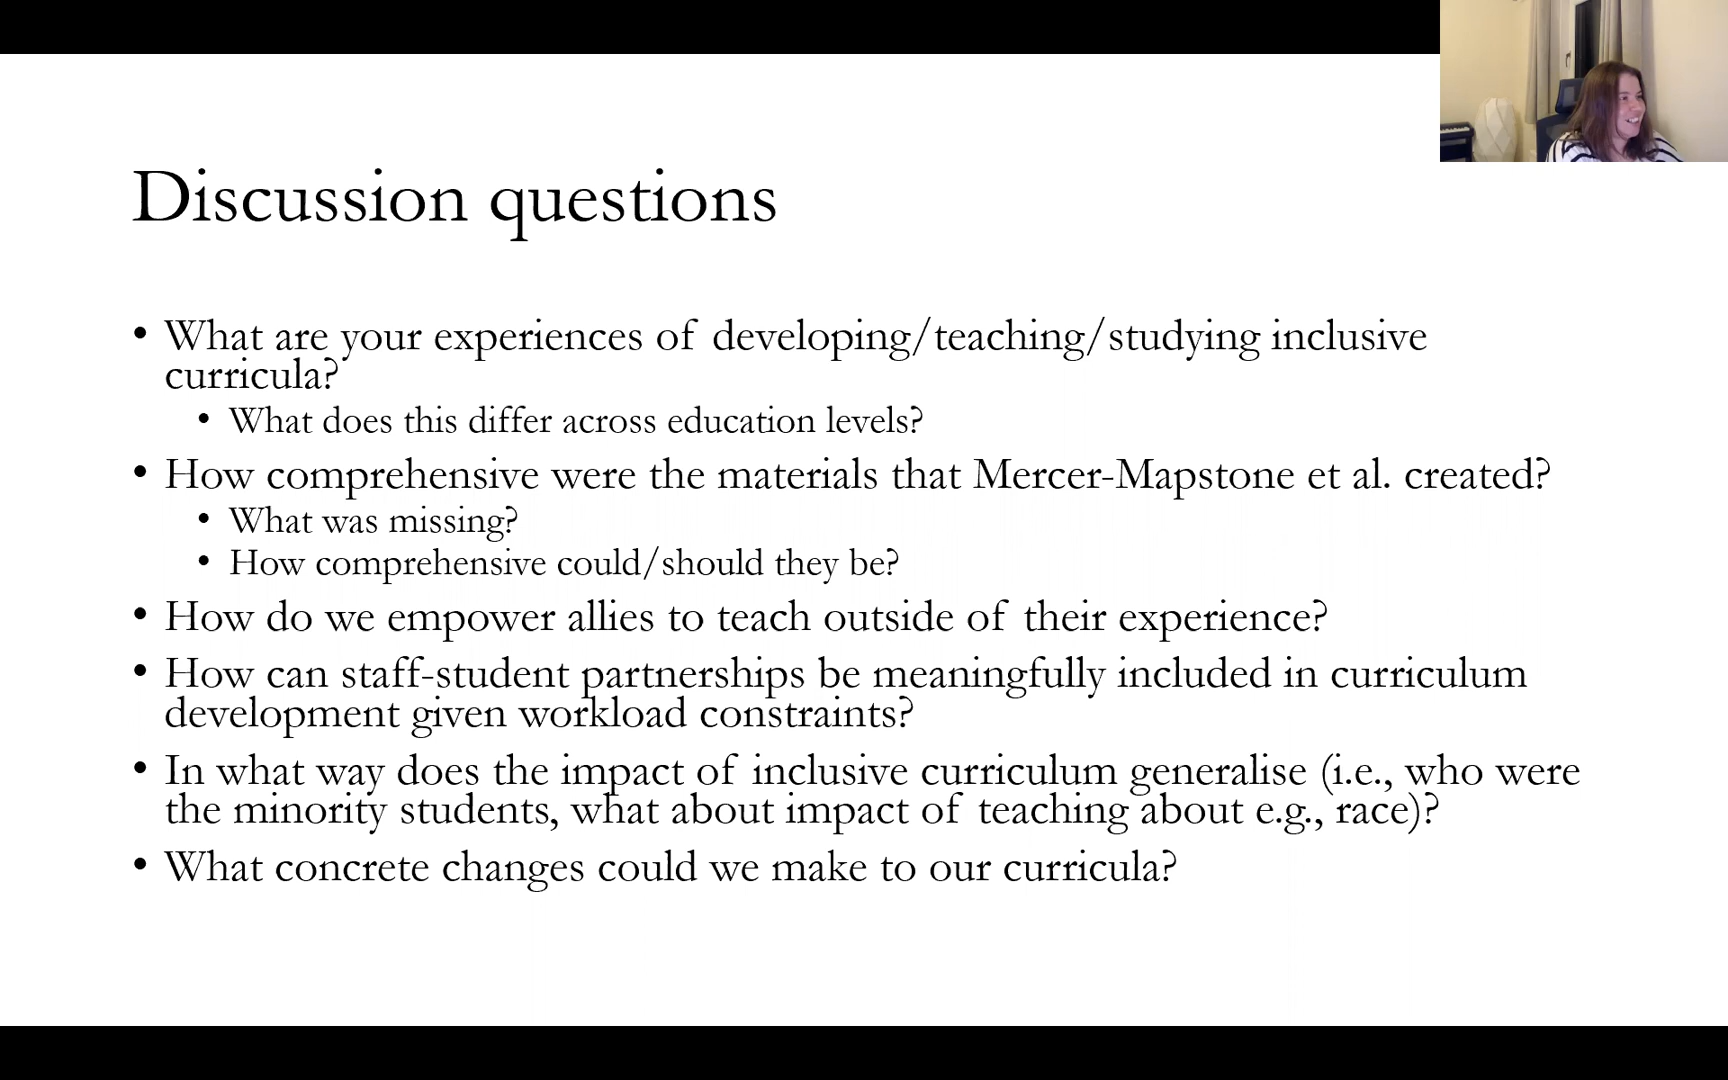 Discussion questions
• What are your experiences of developing/teaching/studying inclusive
curricula?
• What does this differ across education levels?
• How comprehensive were the materials that Mercer-Mapstone et al. created?
• What was missing?
• How comprehensive could/should they be?
• How do we empower allies to teach outside of their experience?
• How can staff-student partnerships be meaningfully included in curriculum
development given workload constraints?
• In what way does the impact of inclusive curriculum generalise (i.e., who were
the minority students, what about impact of teaching about e.g., race)?
• What concrete changes could we make to our curricula?